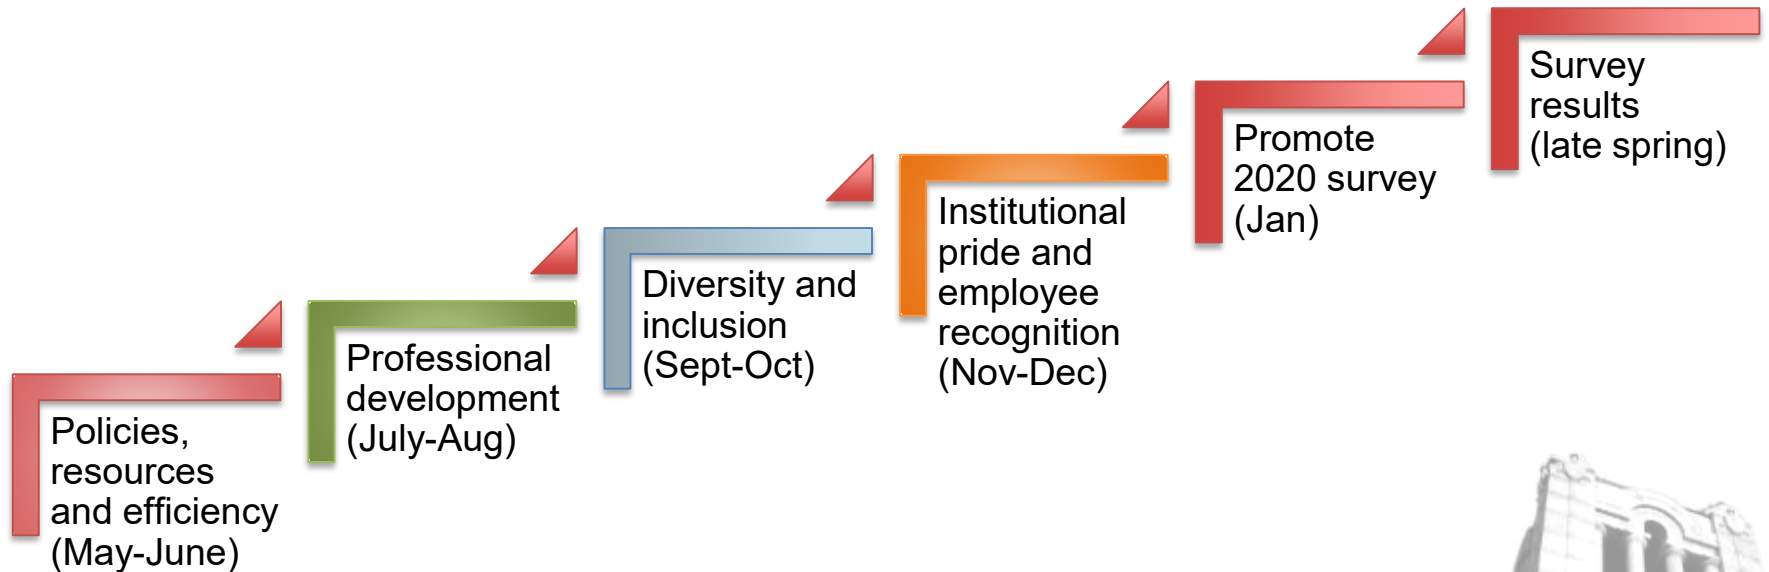 Policies,
resources
and efficiency
(May-June)
Professional
development
(July-Aug)
Diversity and
inclusion
(Sept-Oct)
Institutional
pride and
employee
recognition
(Nov-Dec)
Promote
2020 survey
(Jan)
Survey
results
(late spring)